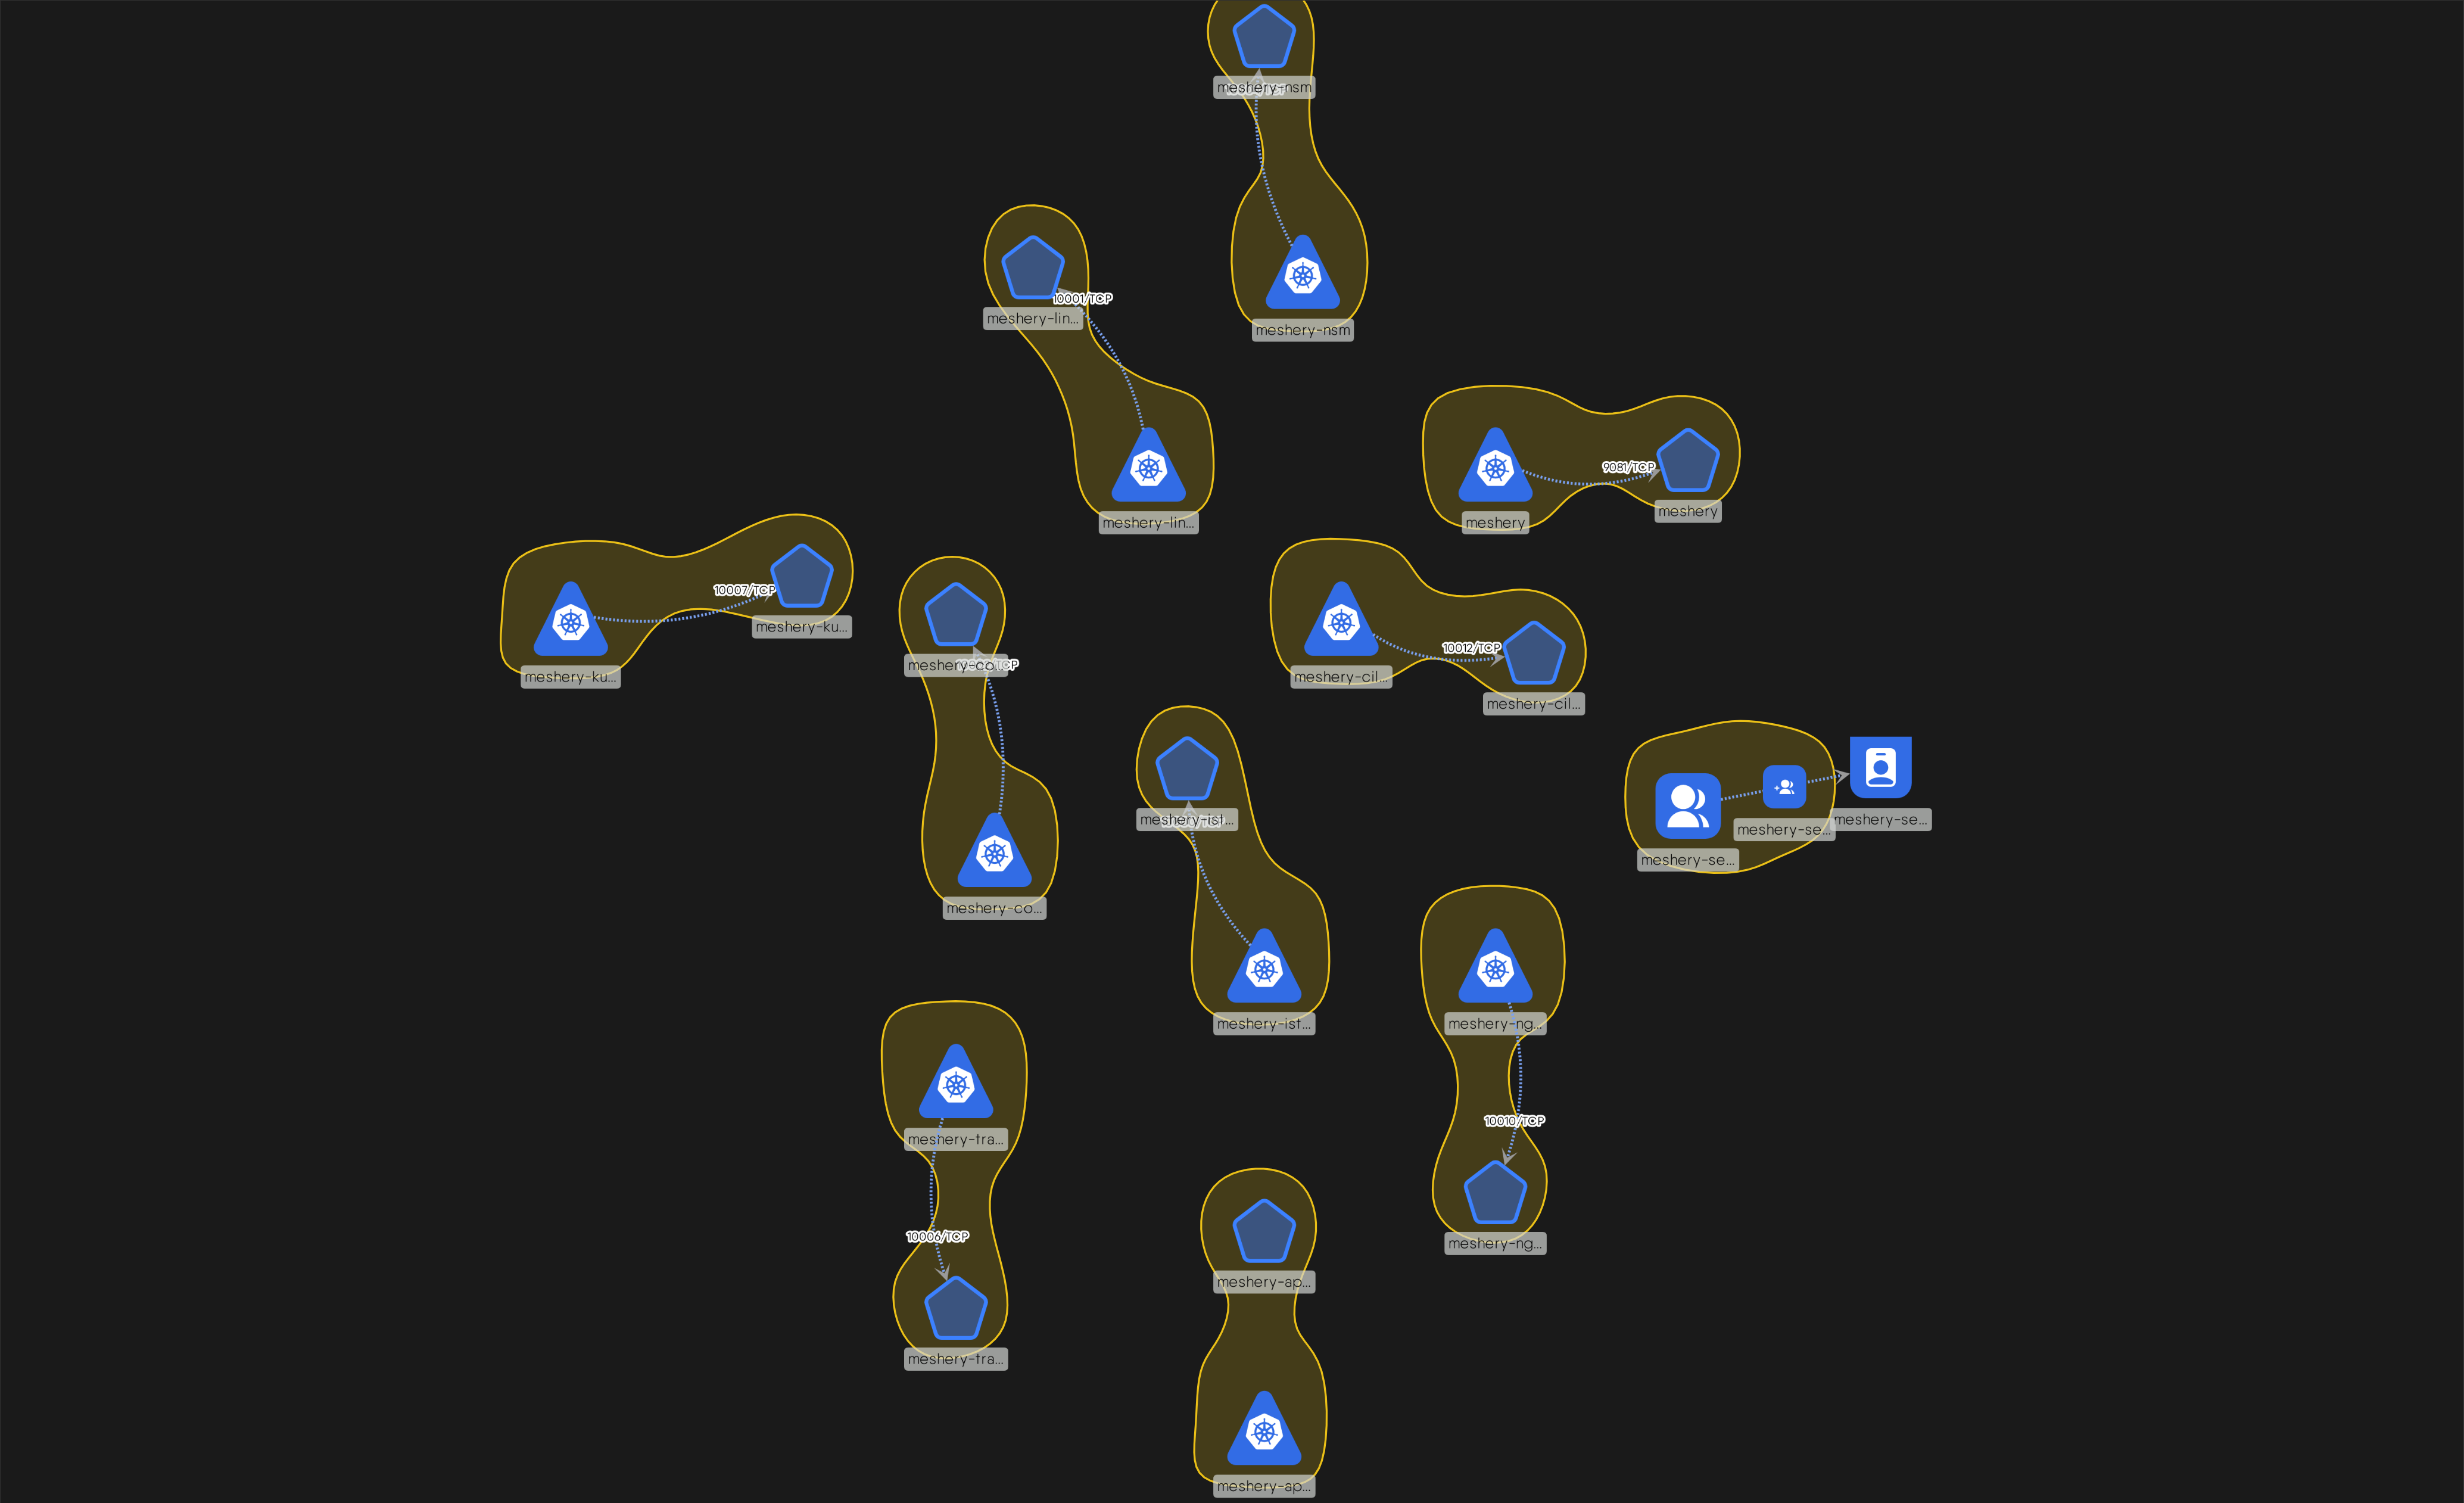 meshery-nsm
meshery-nsm
10001/TCP
meshery-lin...
meshery-lin...
9081/TCP
meshery
meshery
10007/TCP
meshery-ku...
meshery-ku...
meshery-co...
meshery-co...
10012/TCP
meshery-cil...
meshery-cil...
meshery-ist...
meshery-ist...
meshery-se...
meshery-se...
meshery-se...
meshery-ng...
10010/TCP
meshery-ng...
meshery-tra...
10006/TCP
meshery-tra...
meshery-ap...
meshery-ap...